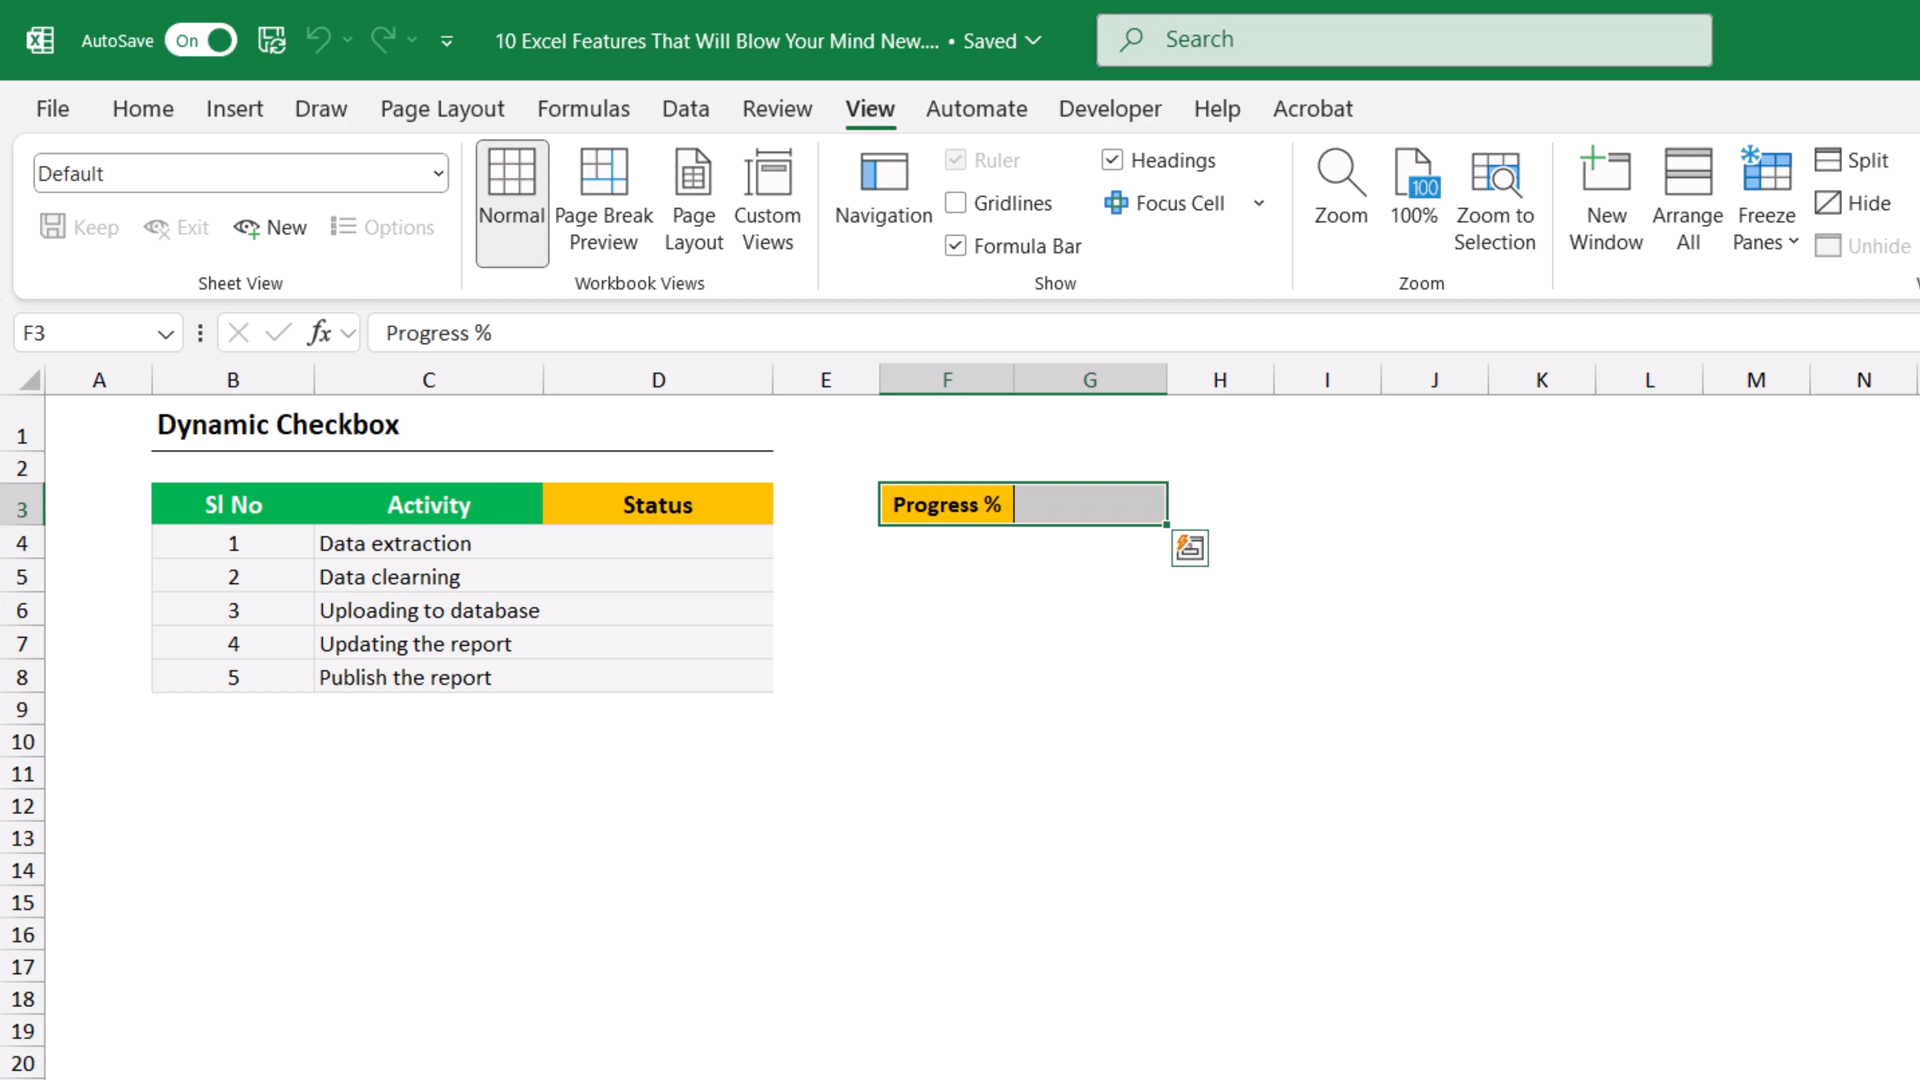 AutoSave On 10 Excel Features That Will Blow Your Mind New.... • Saved Search
File Home Insert Draw Page Layout Formulas Data Review View Automate Developer Help Acrobat
Default
Keep Exit New Options
Sheet View
Normal Page Break Preview Page Layout Custom Views
Workbook Views
Navigation
Ruler
Gridlines
Formula Bar
Headings
Focus Cell
Show
Zoom 100% Zoom to Selection
100
Zoom
New Window Arrange All Freeze Panes
Split
Hide
Unhide
F3 fx Progress %
A B C D E F G H I J K L M N
1 Dynamic Checkbox
2
3 Sl No Activity Status Progress %
4 1 Data extraction
5 2 Data clearning
6 3 Uploading to database
7 4 Updating the report
8 5 Publish the report
9
10
11
12
13
14
15
16
17
18
19
20